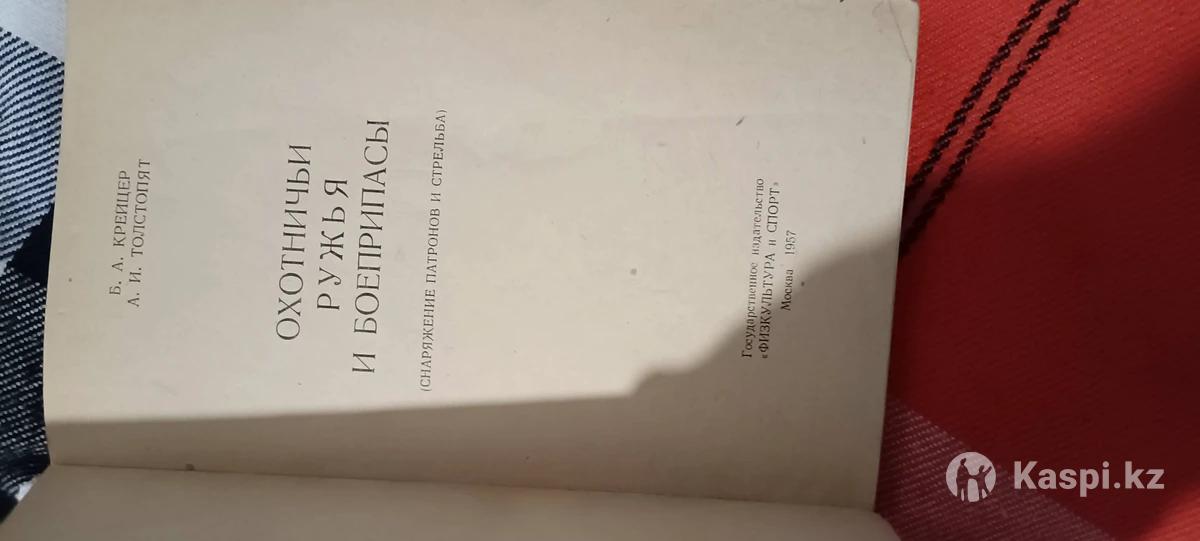 Б. А. КРЕЙЦЕР
А. И. ТОЛСТОПЯТ
ОХОТНИЧЬИ
РУЖЬЯ
И БОЕПРИПАСЫ
(СНАРЯЖЕНИЕ ПАТРОНОВ И СТРЕЛЬБА)
Государственное издательство
«ФИЗКУЛЬТУРА и СПОРТ»
Москва 1957
Kaspi.kz